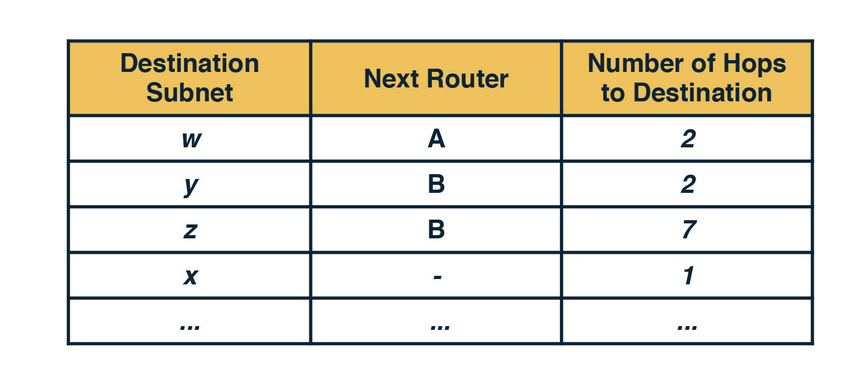 Destination Subnet | Next Router | Number of Hops to Destination
w | A | 2
y | B | 2
z | B | 7
x | - | 1
... | ... | ...